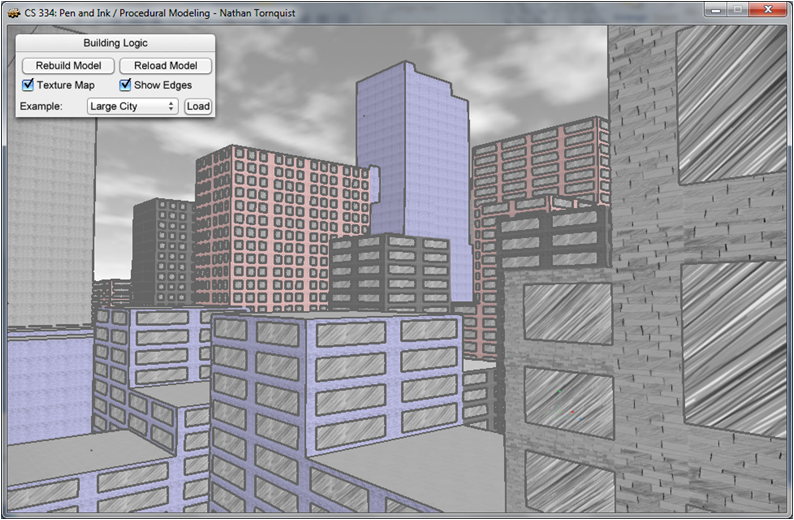 CS 334: Pen and Ink / Procedural Modeling - Nathan Tornquist
Building Logic
Rebuild Model Reload Model
Texture Map Show Edges
Example: Large City Load